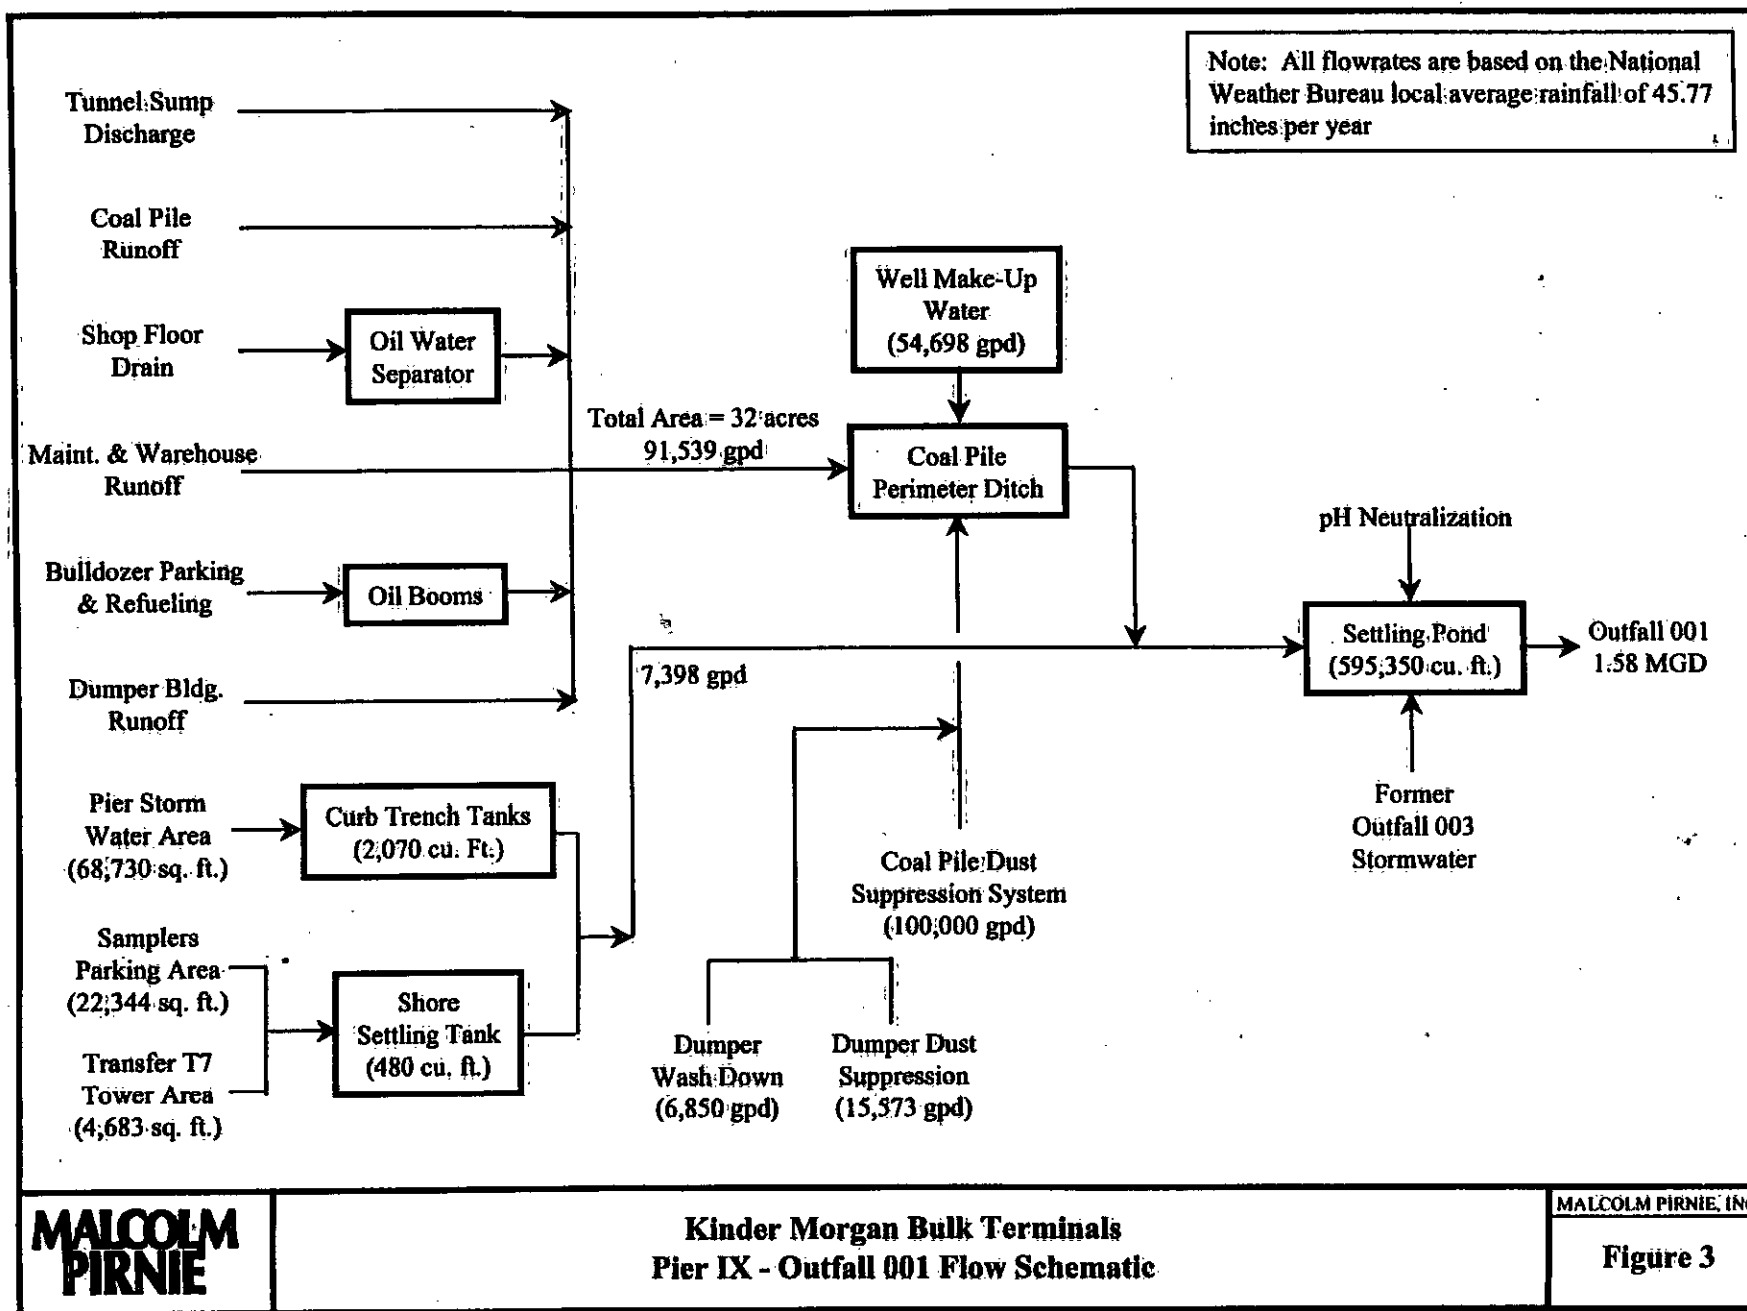 Note: All flowrates are based on the National
Weather Bureau local average rainfall of 45.77
inches per year
Tunnel Sump
Discharge
Coal Pile
Runoff
Shop Floor
Drain
Oil Water
Separator
Well Make-Up
Water
(54,698 gpd)
Total Area = 32 acres
91,539 gpd
Maint. & Warehouse
Runoff
Coal Pile
Perimeter Ditch
pH Neutralization
Bulldozer Parking
& Refueling
Oil Booms
Settling Pond
(595,350 cu. ft.)
Outfall 001
1.58 MGD
7,398 gpd
Dumper Bldg.
Runoff
Pier Storm
Water Area
(68,730 sq. ft.)
Curb Trench Tanks
(2,070 cu. Ft.)
Former
Outfall 003
Stormwater
Coal Pile Dust
Suppression System
(100,000 gpd)
Samplers
Parking Area
(22,344 sq. ft.)
Shore
Settling Tank
(480 cu. ft.)
Transfer T7
Tower Area
(4,683 sq. ft.)
Dumper
Wash Down
(6,850 gpd)
Dumper Dust
Suppression
(15,573 gpd)
MALCOLM
PIRNIE
Kinder Morgan Bulk Terminals
Pier IX - Outfall 001 Flow Schematic
MALCOLM PIRNIE, INC
Figure 3